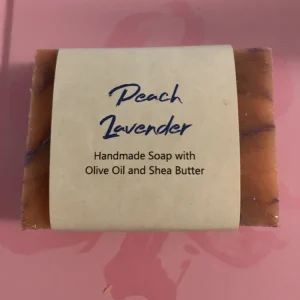 Peach
Lavender
Handmade Soap with
Olive Oil and Shea Butter